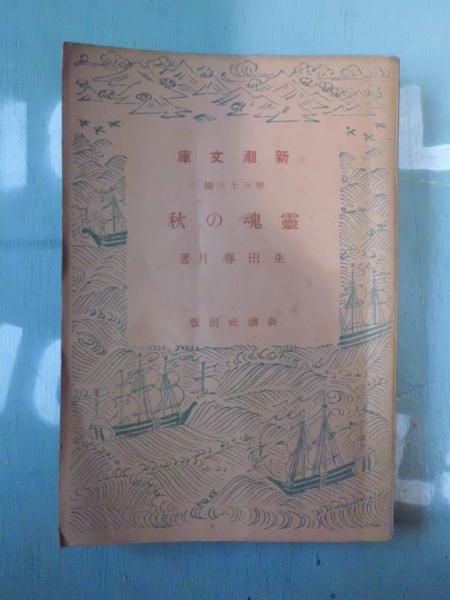 庫文潮新
編三十三第
秋の魂靈
著月春田生
版出社潮新